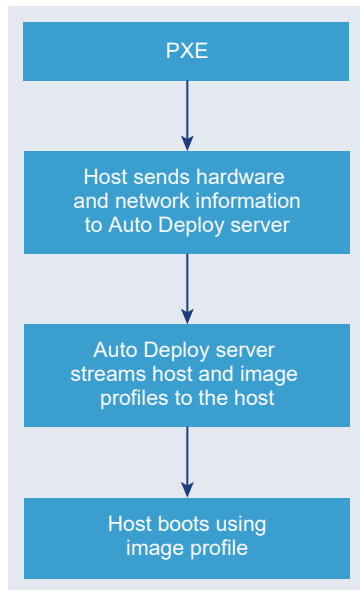 PXE
Host sends hardware
and network information
to Auto Deploy server
Auto Deploy server
streams host and image
profiles to the host
Host boots using
image profile